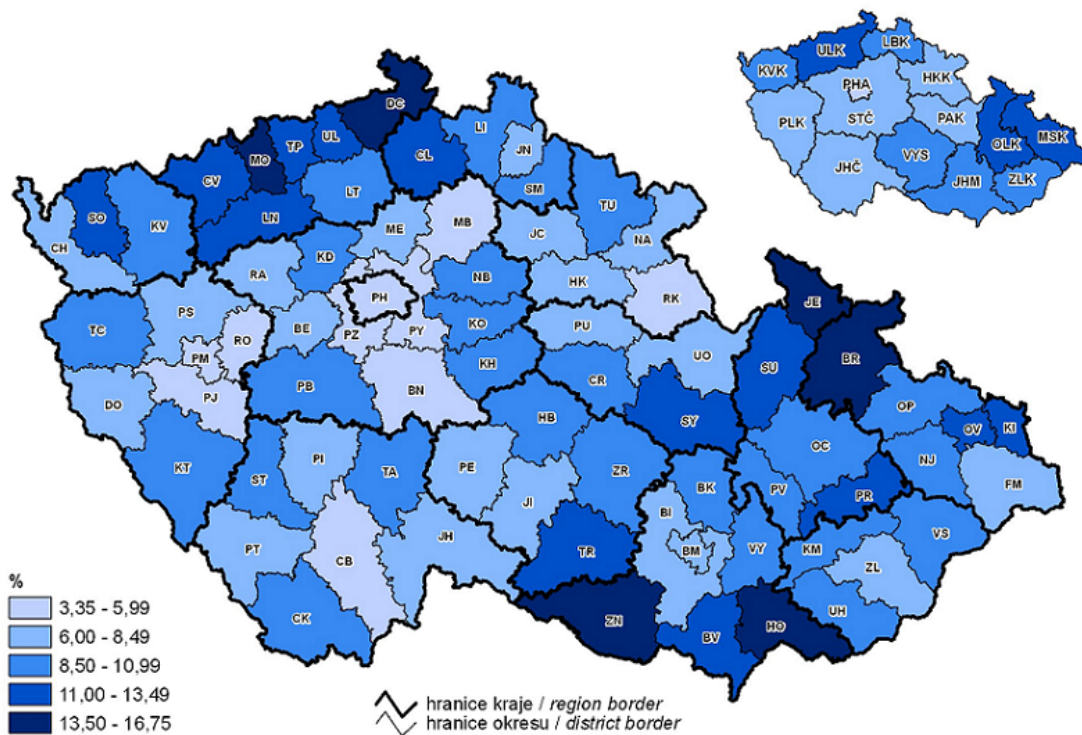 DC
ULK
LBK
KVK
HKK
PHA
STČ
PAK
PLK
OLK
MSK
VYS
JHČ
JHM
ZLK
LI
UL
TP
MO
CL
JN
CV
LT
SM
SO
KV
LN
TU
ME
MB
JC
NA
CH
RA
KD
NB
HK
RK
PH
JE
TC
PS
RO
BE
PZ
PY
KO
PU
UO
PM
KH
SU
BR
PJ
PB
BN
CR
DO
OP
HB
SY
OV
KI
OC
NJ
KT
ST
PI
TA
PE
ZR
BK
PV
PR
FM
JI
BI
VS
PT
CB
JH
TR
BM
VY
KM
ZL
CK
ZN
BV
HO
UH
%
3,35 - 5,99
6,00 - 8,49
8,50 - 10,99
11,00 - 13,49
13,50 - 16,75
hranice kraje / region border
hranice okresu / district border